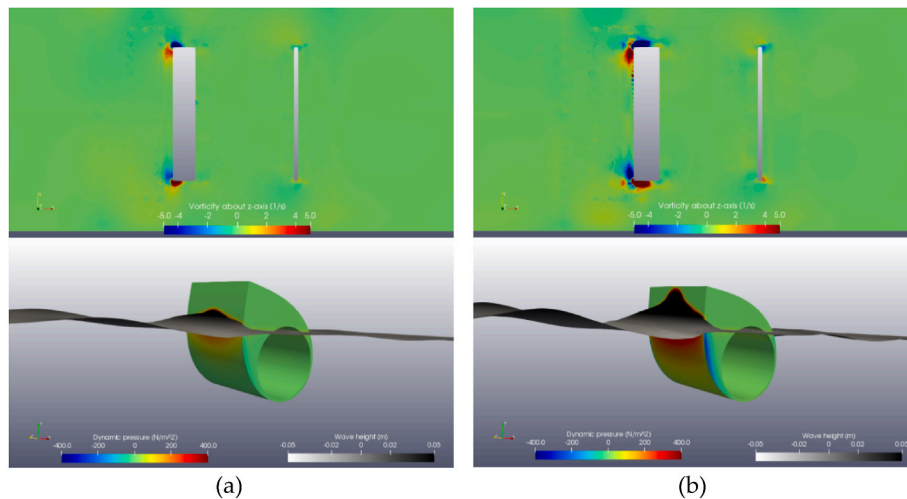 Vorticity about z-axis (1/s)
-5.0 -4 -2 0 2 4 5.0
Vorticity about z-axis (1/s)
-5.0 -4 -2 0 2 4 5.0
Dynamic pressure (N/m^2)
-400.0 -200 0 200 400.0
Wave height (m)
-0.05 -0.02 0 0.02 0.05
Dynamic pressure (N/m^2)
-400.0 -200 0 200 400.0
Wave height (m)
-0.05 -0.02 0 0.02 0.05
(a)
(b)